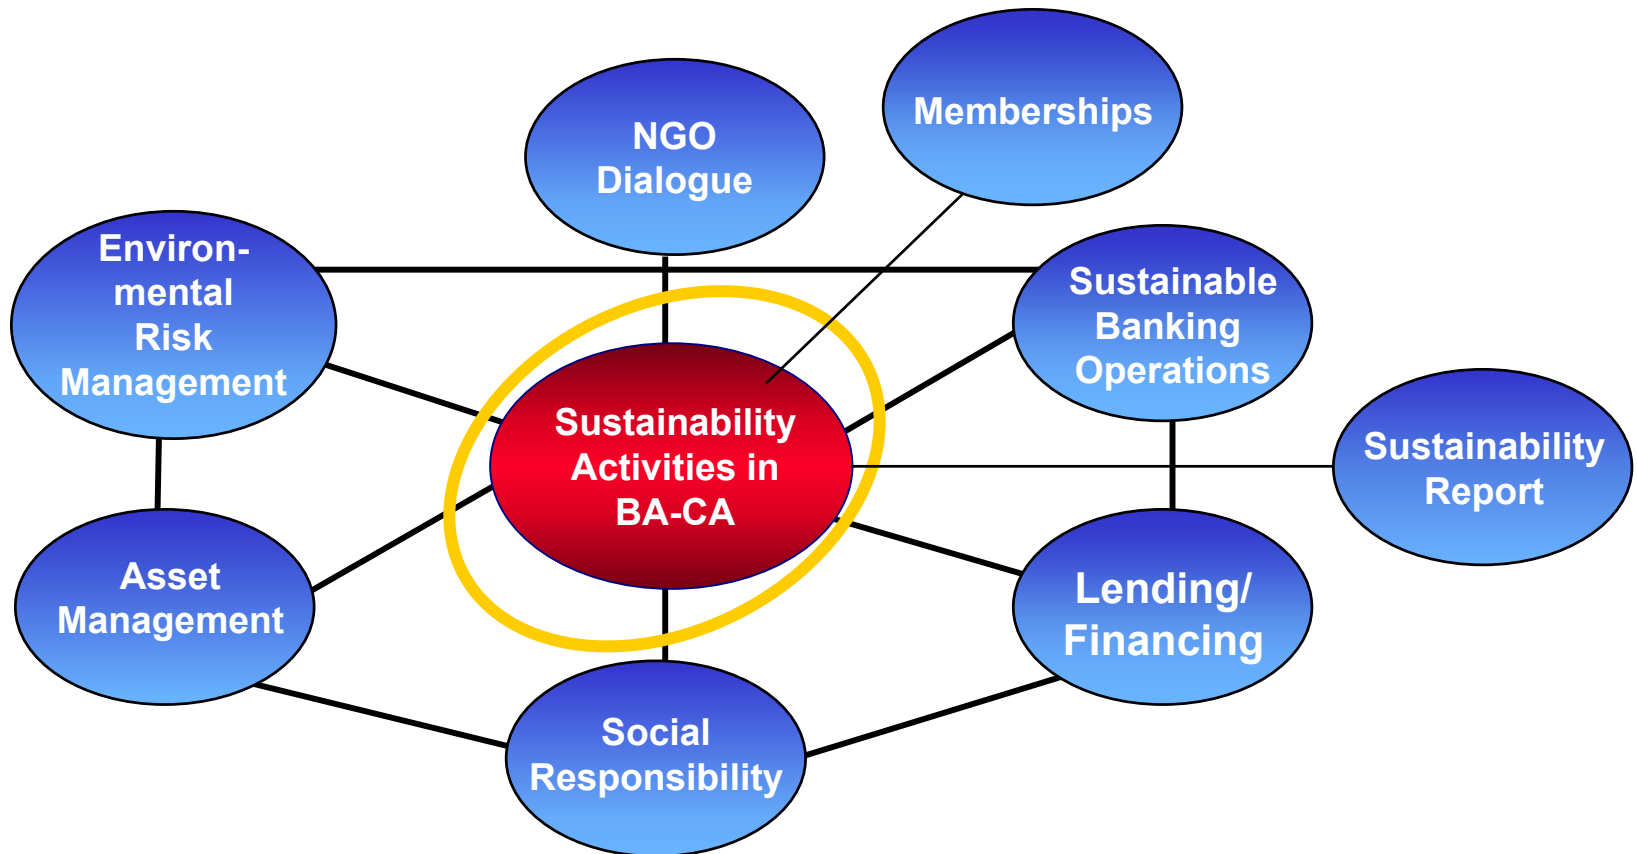 Memberships
NGO
Dialogue
Environ-
mental
Risk
Management
Sustainable
Banking
Operations
Sustainability
Activities in
BA-CA
Sustainability
Report
Asset
Management
Lending/
Financing
Social
Responsibility